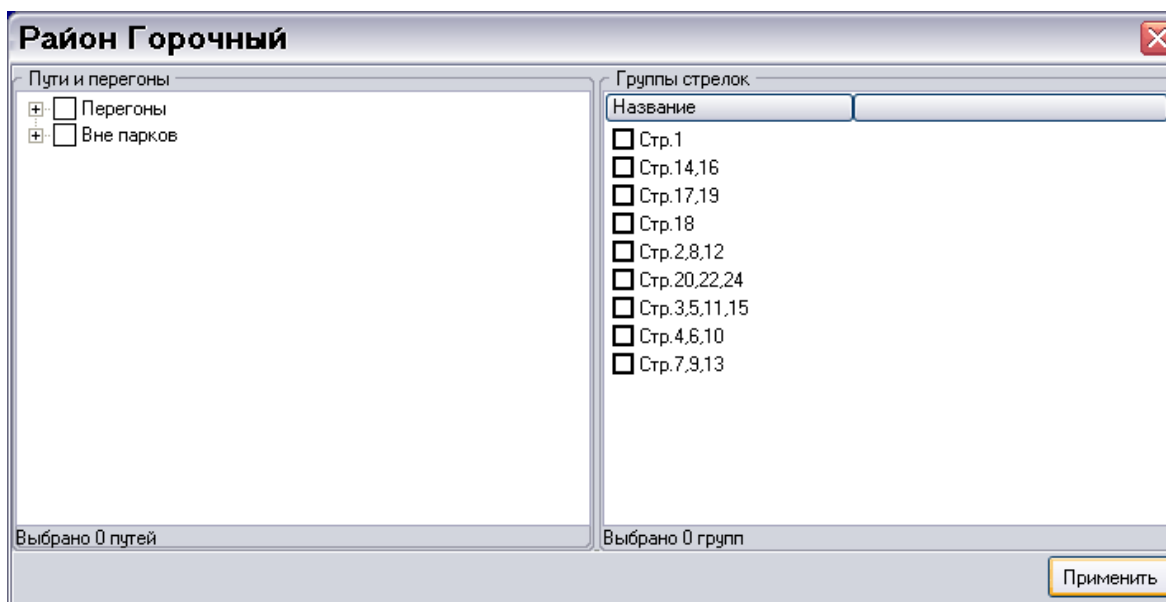 Район Горочный
Пути и перегоны
Перегоны
Вне парков
Выбрано 0 путей
Группы стрелок
Название
Стр.1
Стр.14,16
Стр.17,19
Стр.18
Стр.2,8,12
Стр.20,22,24
Стр.3,5,11,15
Стр.4,6,10
Стр.7,9,13
Выбрано 0 групп
Применить